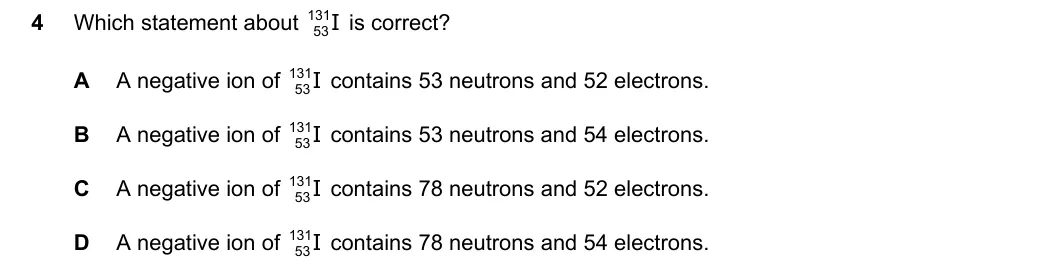 4 Which statement about ¹³¹₅₃I is correct?
A A negative ion of ¹³¹₅₃I contains 53 neutrons and 52 electrons.
B A negative ion of ¹³¹₅₃I contains 53 neutrons and 54 electrons.
C A negative ion of ¹³¹₅₃I contains 78 neutrons and 52 electrons.
D A negative ion of ¹³¹₅₃I contains 78 neutrons and 54 electrons.